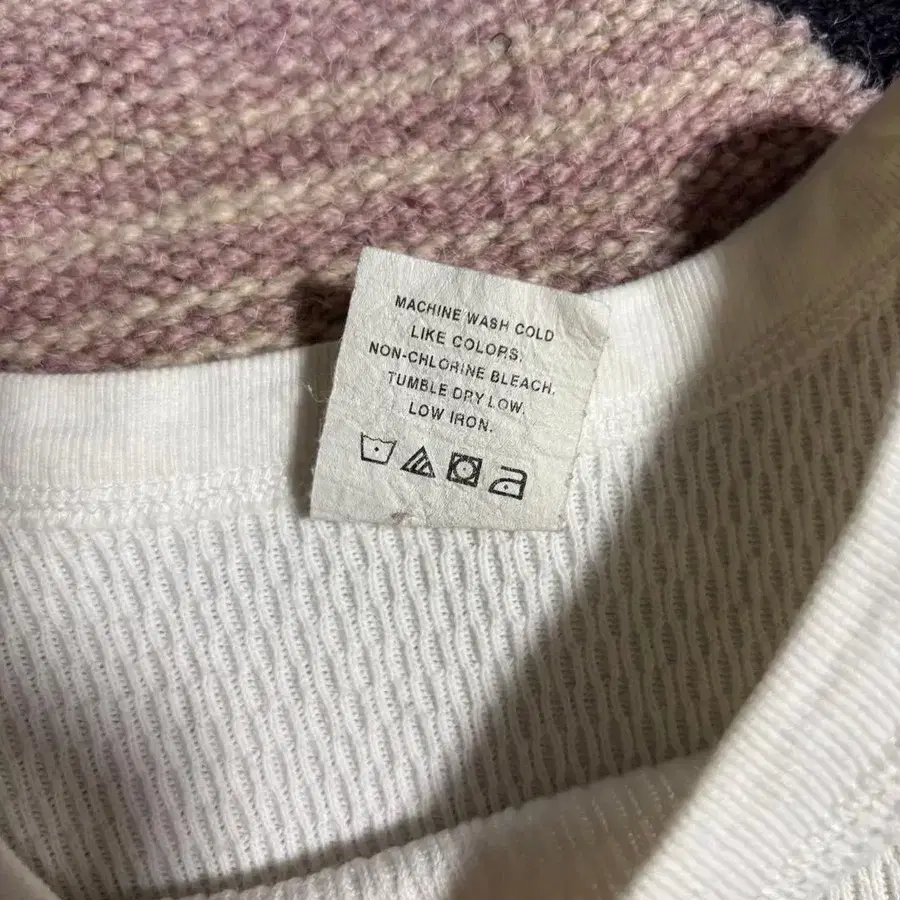 MACHINE WASH COLD
LIKE COLORS.
NON-CHLORINE BLEACH.
TUMBLE DRY LOW.
LOW IRON.